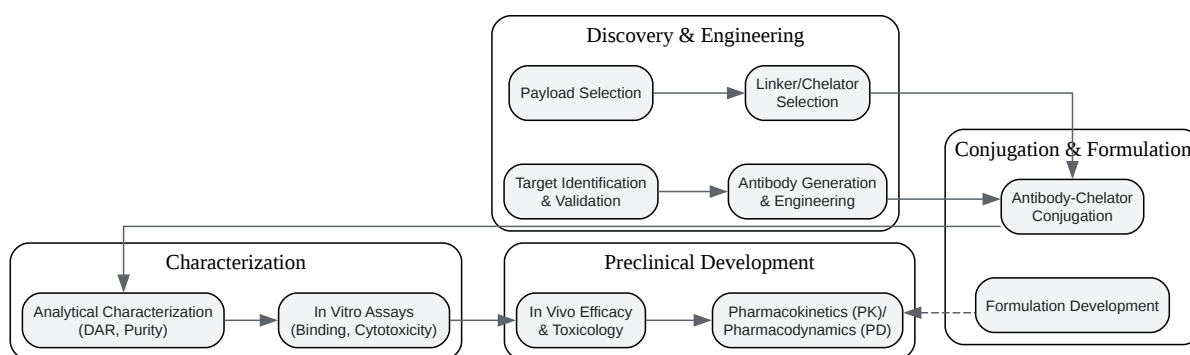 Discovery & Engineering
Payload Selection
Linker/Chelator
Selection
Target Identification
& Validation
Antibody Generation
& Engineering
Conjugation & Formulation
Antibody-Chelator
Conjugation
Formulation Development
Characterization
Analytical Characterization
(DAR, Purity)
In Vitro Assays
(Binding, Cytotoxicity)
Preclinical Development
In Vivo Efficacy
& Toxicology
Pharmacokinetics (PK)/
Pharmacodynamics (PD)